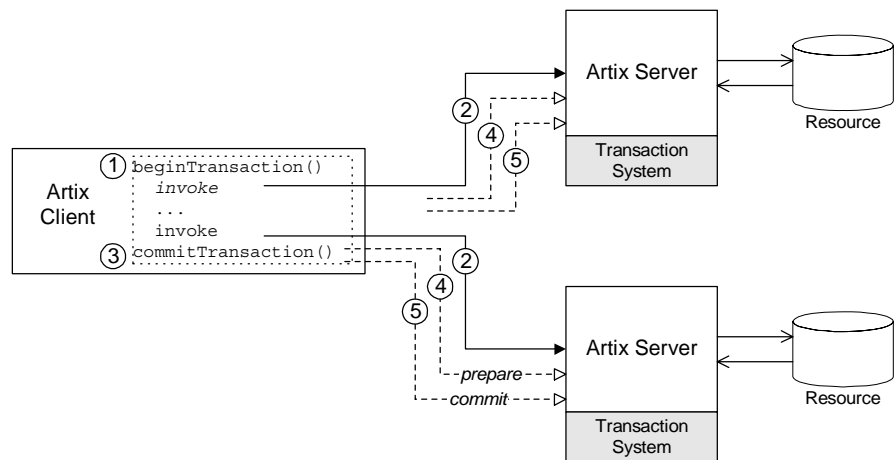 Artix Server
Transaction
System
Resource
2
4
5
1
beginTransaction()
invoke
...
invoke
3
commitTransaction()
Artix
Client
2
4
5
prepare
commit
Artix Server
Transaction
System
Resource